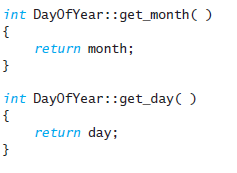 int DayOfYear::get_month( )
{
    return month;
}
int DayOfYear::get_day( )
{
    return day;
}